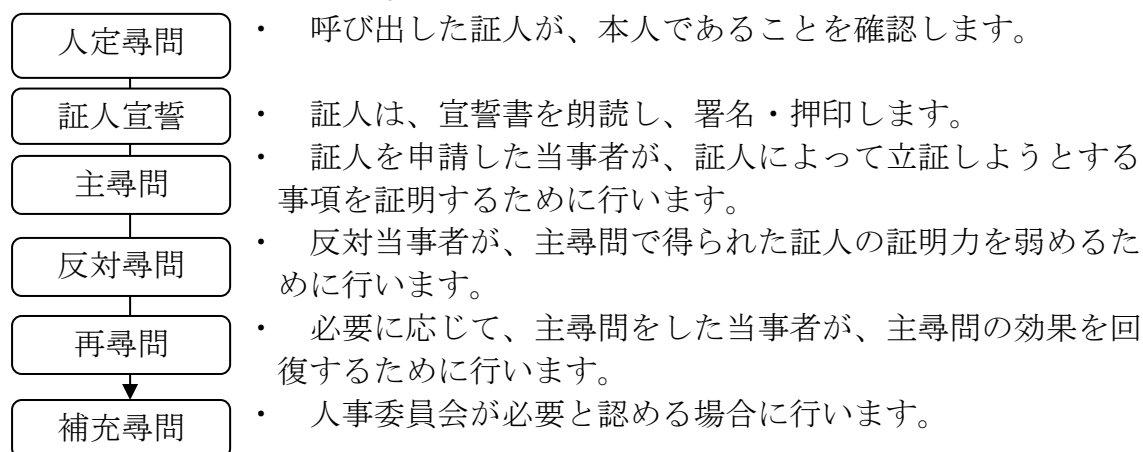 人定尋問
・　呼び出した証人が、本人であることを確認します。
証人宣誓
・　証人は、宣誓書を朗読し、署名・押印します。
主尋問
・　証人を申請した当事者が、証人によって立証しようとする
事項を証明するために行います。
反対尋問
・　反対当事者が、主尋問で得られた証人の証明力を弱めるた
めに行います。
再尋問
・　必要に応じて、主尋問をした当事者が、主尋問の効果を回
復するために行います。
補充尋問
・　人事委員会が必要と認める場合に行います。